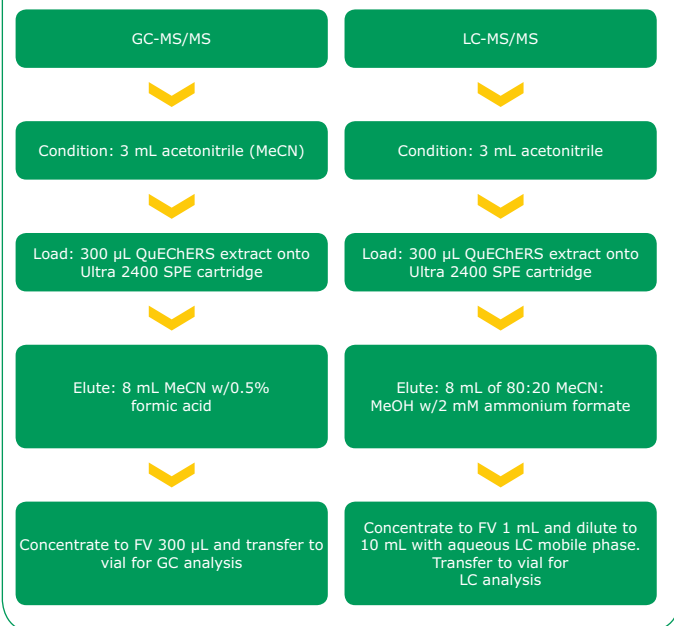 GC-MS/MS
Condition: 3 mL acetonitrile (MeCN)
Load: 300 µL QuEChERS extract onto
Ultra 2400 SPE cartridge
Elute: 8 mL MeCN w/0.5%
formic acid
Concentrate to FV 300 µL and transfer to
vial for GC analysis
LC-MS/MS
Condition: 3 mL acetonitrile
Load: 300 µL QuEChERS extract onto
Ultra 2400 SPE cartridge
Elute: 8 mL of 80:20 MeCN:
MeOH w/2 mM ammonium formate
Concentrate to FV 1 mL and dilute to
10 mL with aqueous LC mobile phase.
Transfer to vial for
LC analysis